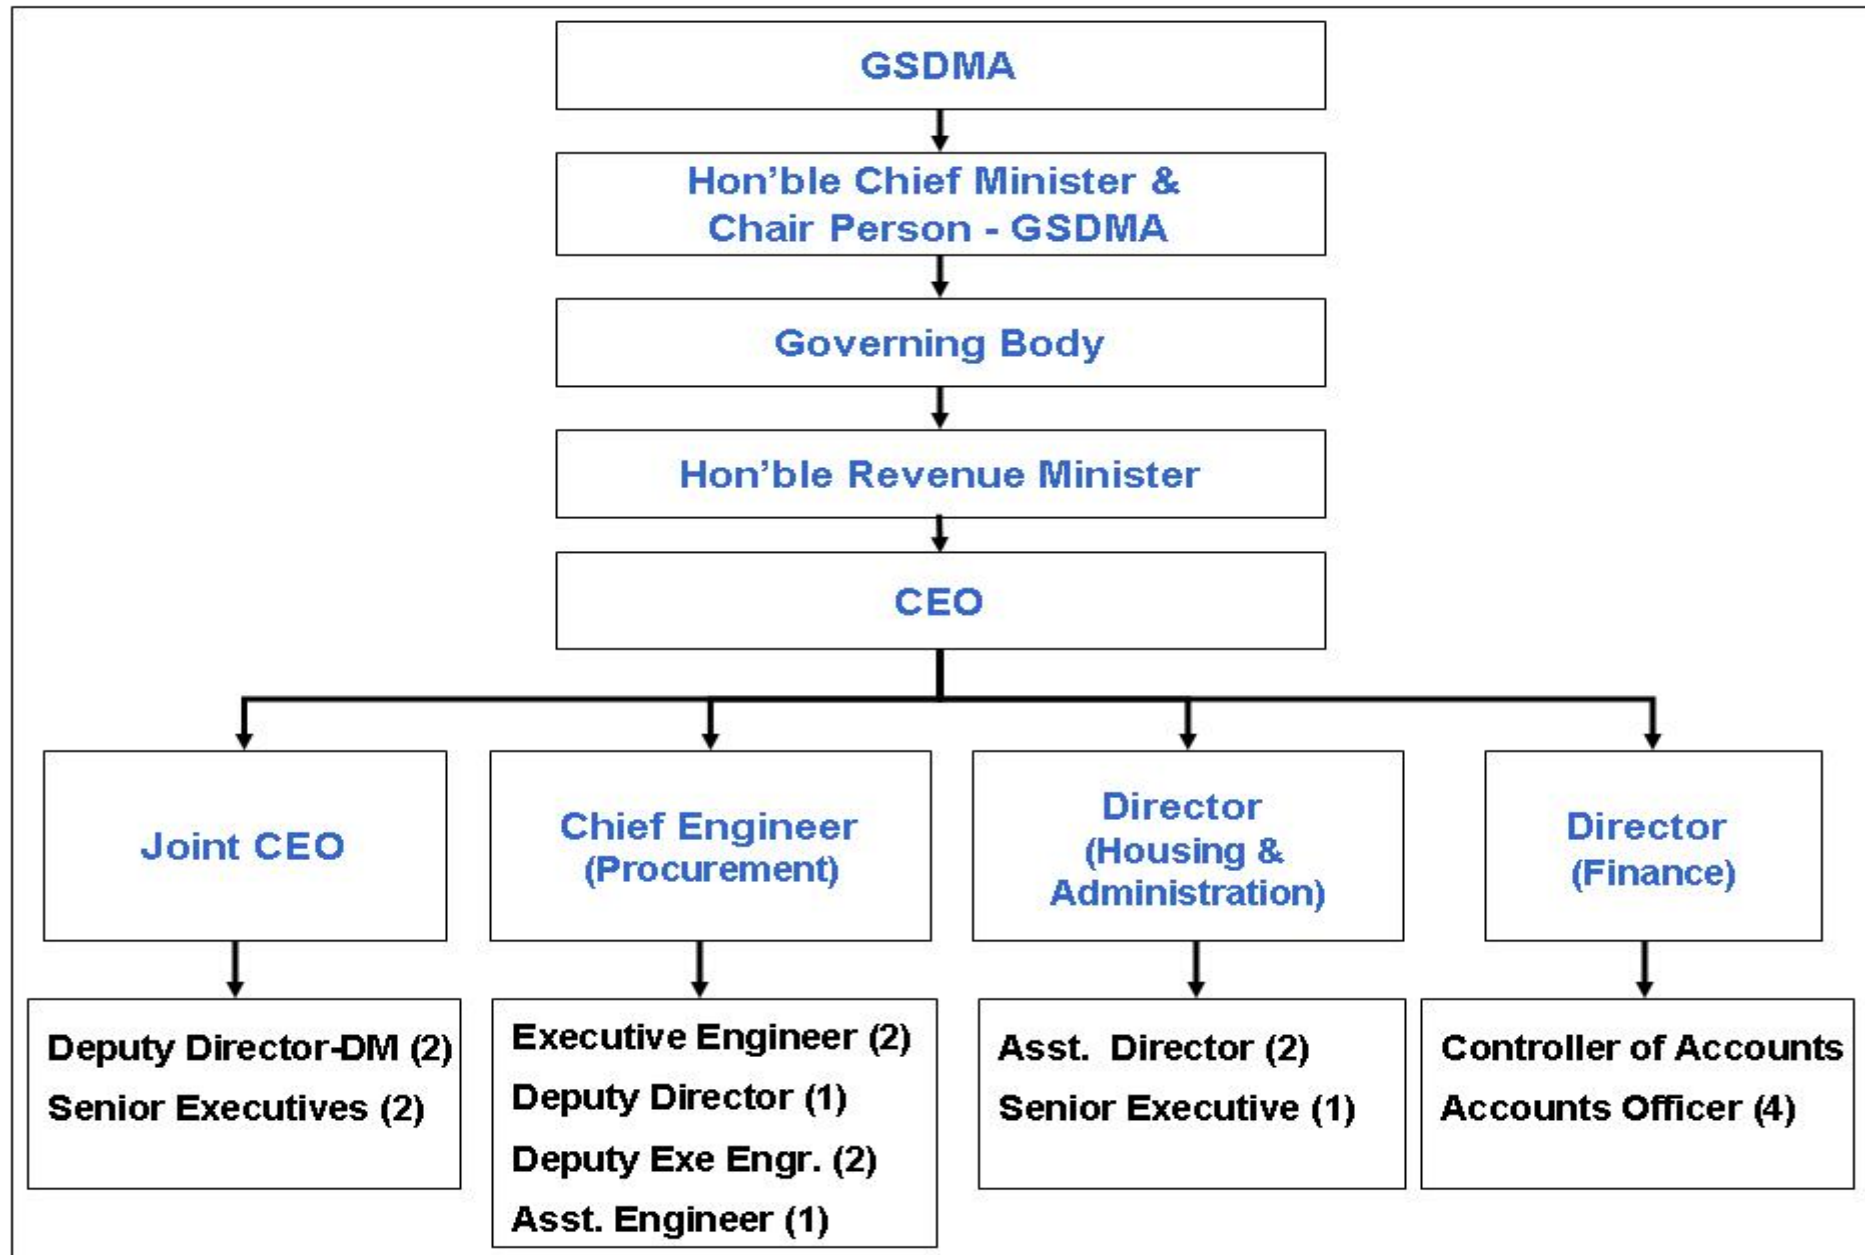 GSDMA
Hon’ble Chief Minister &
Chair Person - GSDMA
Governing Body
Hon’ble Revenue Minister
CEO
Joint CEO
Chief Engineer
(Procurement)
Director
(Housing &
Administration)
Director
(Finance)
Deputy Director-DM (2)
Senior Executives (2)
Executive Engineer (2)
Deputy Director (1)
Deputy Exe Engr. (2)
Asst. Engineer (1)
Asst. Director (2)
Senior Executive (1)
Controller of Accounts
Accounts Officer (4)